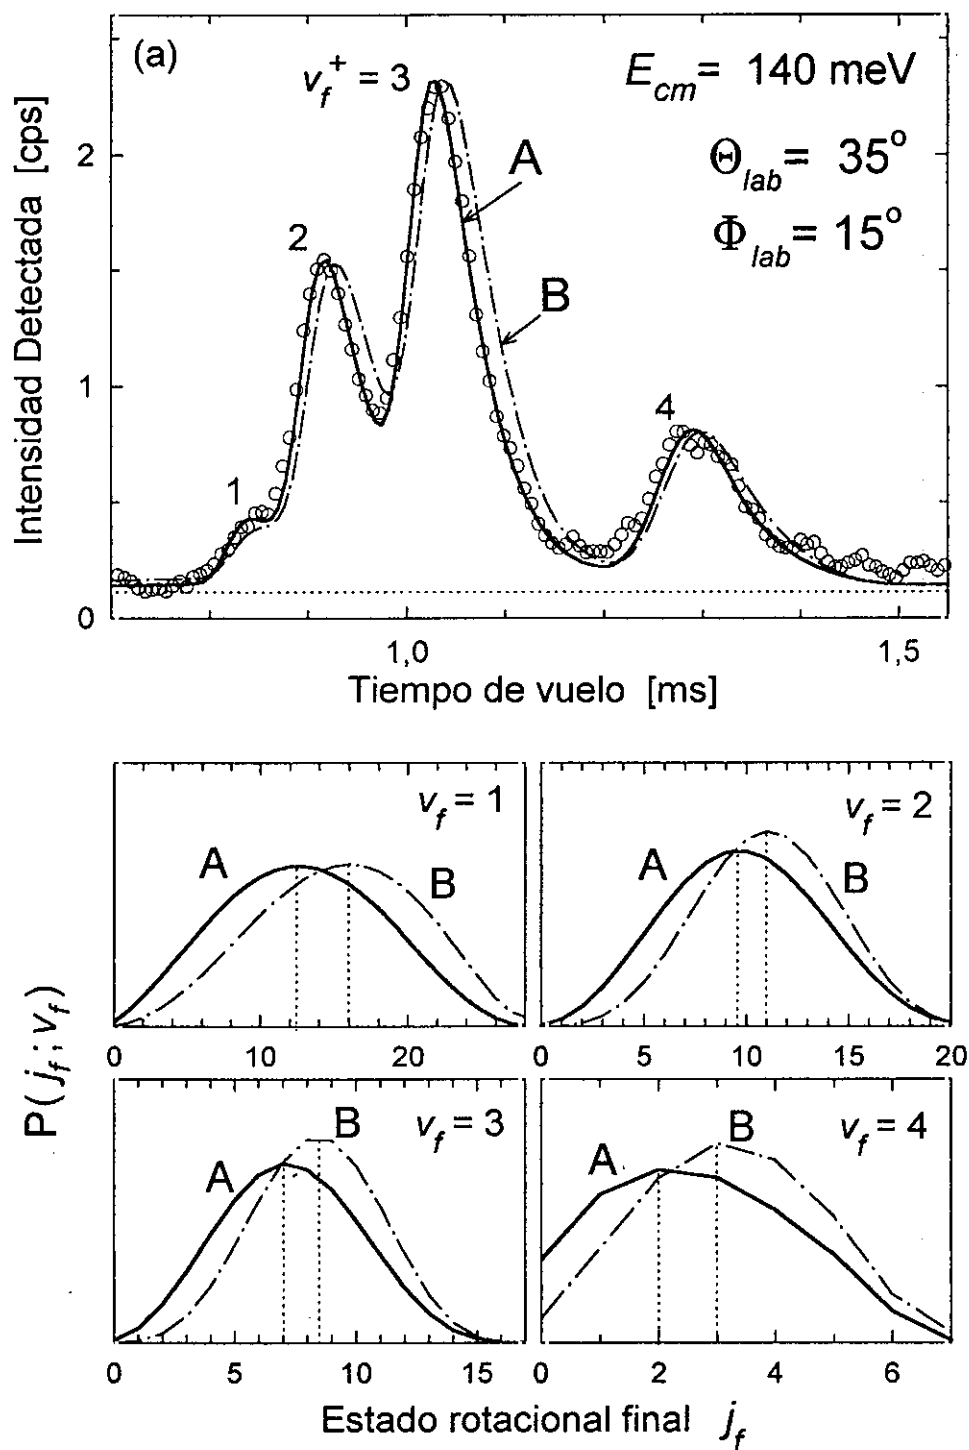 (a)
v_f^+ = 3
E_cm = 140 meV
Θ_lab = 35°
Φ_lab = 15°
A
B
1
2
4
Intensidad Detectada [cps]
2
1
0
1,0
1,5
Tiempo de vuelo [ms]
v_f = 1
A
B
0
10
20
v_f = 2
A
B
0
5
10
15
20
v_f = 3
A
B
0
5
10
15
v_f = 4
A
B
0
2
4
6
P(j_f; v_f)
Estado rotacional final j_f